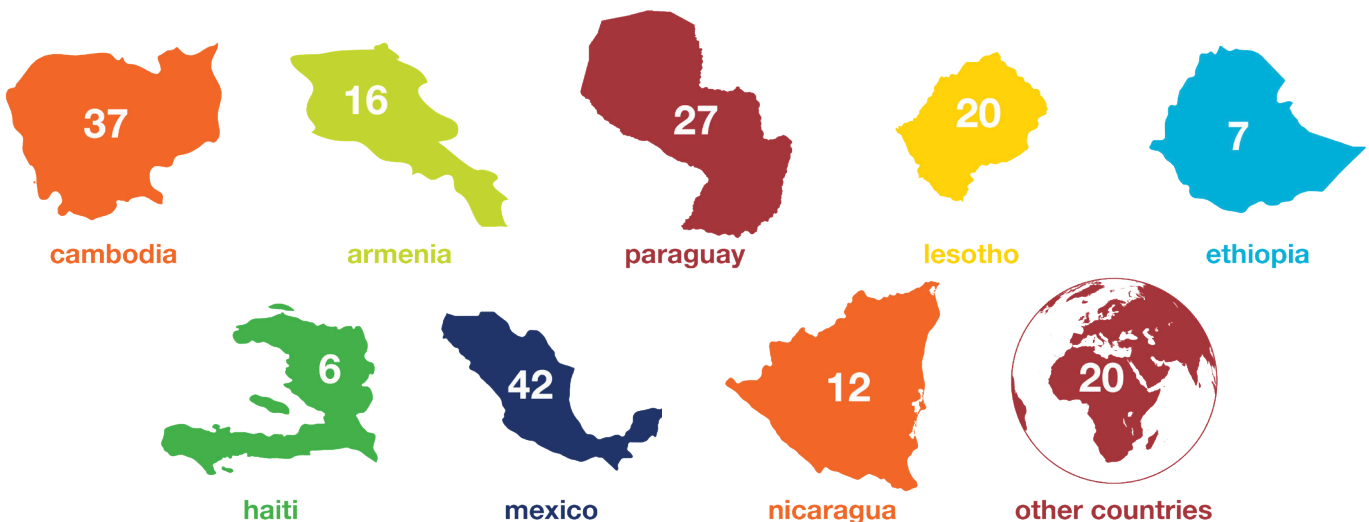 37
cambodia
16
armenia
27
paraguay
20
lesotho
7
ethiopia
6
haiti
42
mexico
12
nicaragua
20
other countries